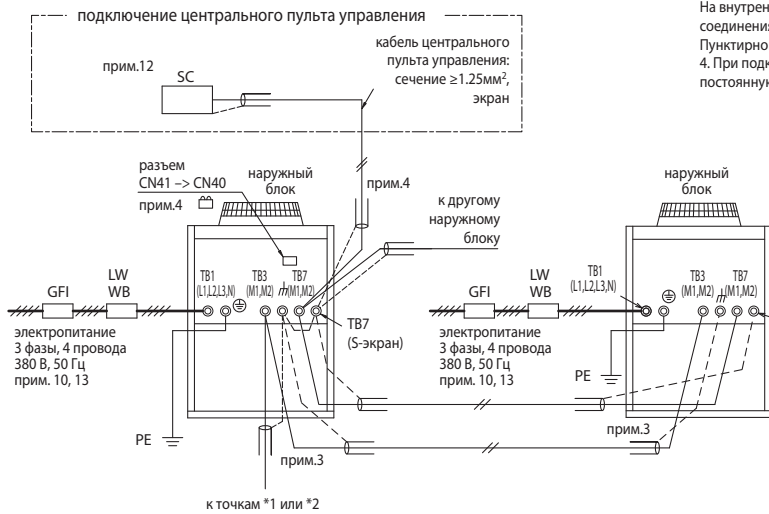 подключение центрального пульта управления
На внутрен
соединения
Пунктирно
4. При подк
постоянную
прим.12
SC
кабель центрального
пульта управления:
сечение ≥1.25мм²,
экран
разъем
CN41 –> CN40
прим.4
наружный
блок
прим.4
к другому
наружному
блоку
наружный
блок
GFI
LW
WB
TB1
(L1,L2,L3,N)
TB3
(M1,M2)
TB7
(M1,M2)
TB7
(S-экран)
электропитание
3 фазы, 4 провода
380 В, 50 Гц
прим. 10, 13
PE
GFI
LW
WB
TB1
(L1,L2,L3,N)
TB3
(M1,M2)
TB7
(M1,M2)
электропитание
3 фазы, 4 провода
380 В, 50 Гц
прим. 10, 13
PE
прим.3
прим.3
к точкам *1 или *2